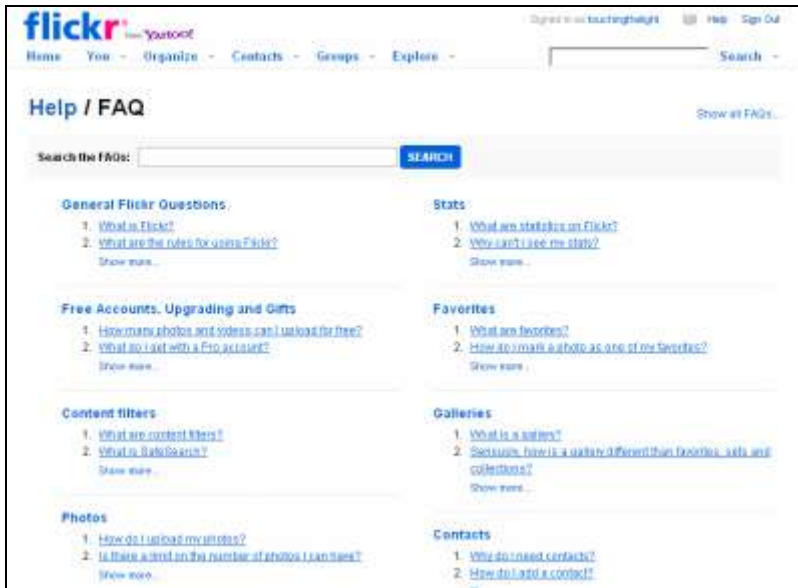 flickr from YAHOO!
Signed in as touchingthelight Help Sign Out
Home You Organize Contacts Groups Explore Search
Help / FAQ
Show all FAQs...
Search the FAQs: SEARCH
General Flickr Questions
1. What is Flickr?
2. What are the rules for using Flickr?
Show more...
Free Accounts, Upgrading and Gifts
1. How many photos and videos can I upload for free?
2. What do I get with a Pro account?
Show more...
Content filters
1. What are content filters?
2. What is SafeSearch?
Show more...
Photos
1. How do I upload my photos?
2. Is there a limit on the number of photos I can have?
Show more...
Stats
1. What are statistics on Flickr?
2. Why can't I see my stats?
Show more...
Favorites
1. What are favorites?
2. How do I mark a photo as one of my favorites?
Show more...
Galleries
1. What is a gallery?
2. Seriously, how is a gallery different than favorites, sets and
collections?
Show more...
Contacts
1. Why do I need contacts?
2. How do I add a contact?